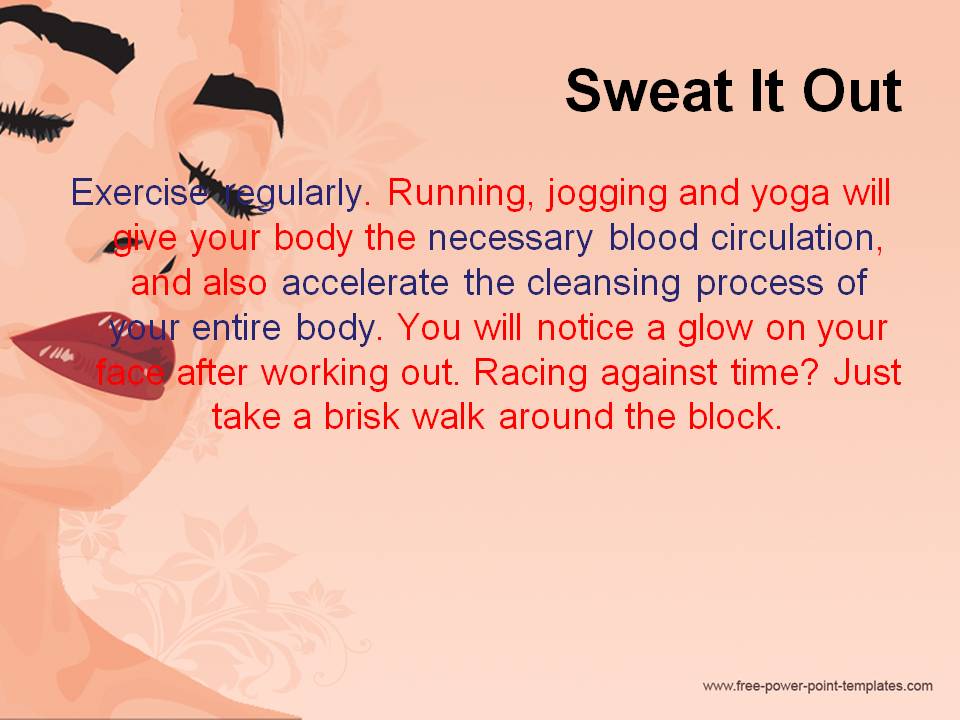 Sweat It Out
Exercise regularly. Running, jogging and yoga will
give your body the necessary blood circulation,
and also accelerate the cleansing process of
your entire body. You will notice a glow on your
face after working out. Racing against time? Just
take a brisk walk around the block.
www.free-power-point-templates.com